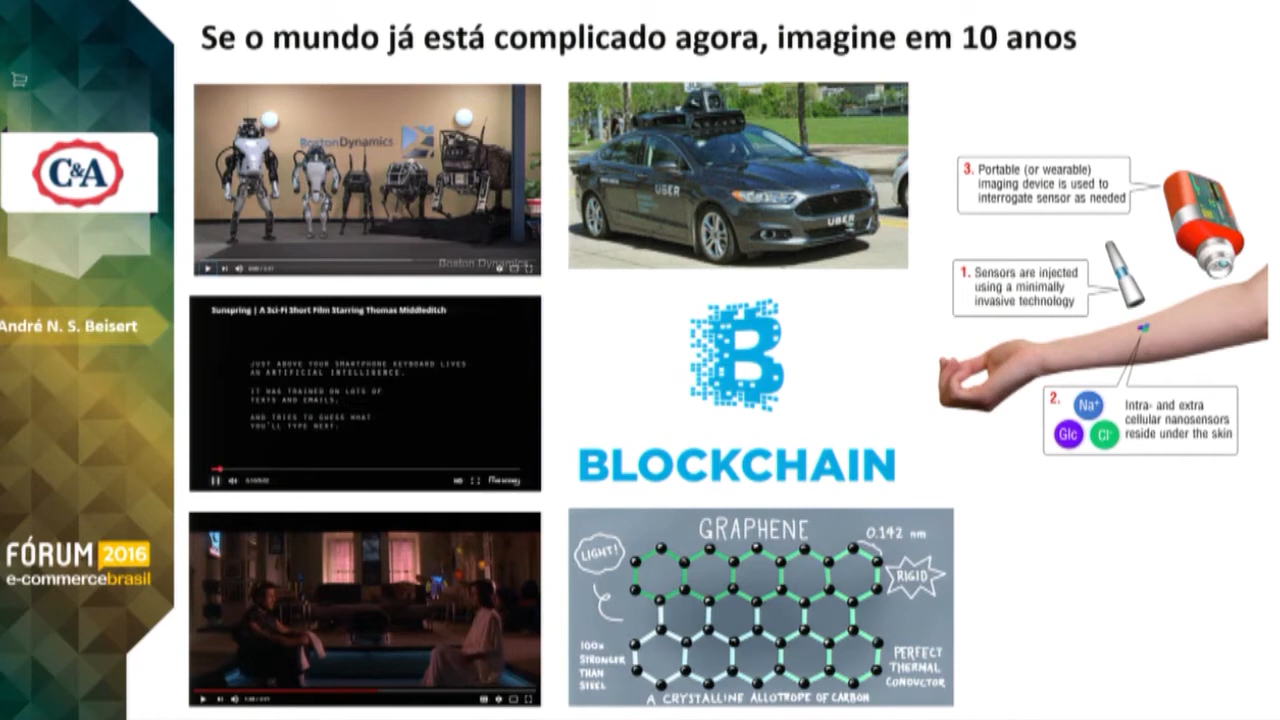 Se o mundo já está complicado agora, imagine em 10 anos
C&A
André N. S. Beisert
FÓRUM 2016
e-commercebrasil
BostonDynamics
Boston Dynamics
UBER
UBER
Sunspring | A Sci-Fi Short Film Starring Thomas Middleditch
JUST ABOVE YOUR SMARTPHONE KEYBOARD LIVES
AN ARTIFICIAL INTELLIGENCE.
IT WAS TRAINED ON LOTS OF
TEXTS AND EMAILS,
AND TRIES TO GUESS WHAT
YOU'LL TYPE NEXT.
B
BLOCKCHAIN
GRAPHENE
0.142 nm
LIGHT!
RIGID
100x
STRONGER
THAN
STEEL
PERFECT
THERMAL
CONDUCTOR
A CRYSTALLINE ALLOTROPE OF CARBON
3. Portable (or wearable)
imaging device is used to
interrogate sensor as needed
1. Sensors are injected
using a minimally
invasive technology
2.
Na⁺
Glc
Cl⁻
Intra- and extra
cellular nanosensors
reside under the skin